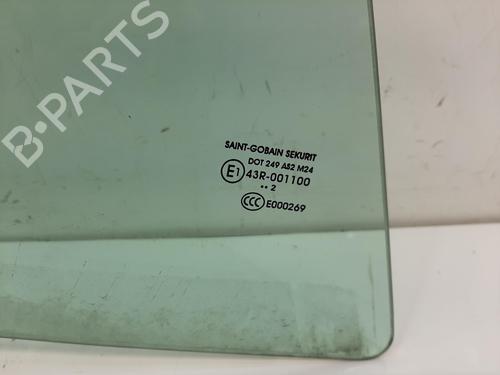 B-PARTS
SAINT-GOBAIN SEKURIT
DOT 249 AS2 M24
E1 43R-001100
•• 2
CCC E000269